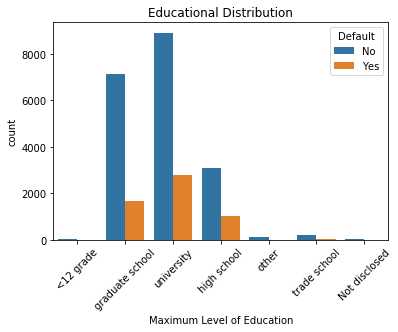 Educational Distribution
Default
No
Yes
8000
6000
4000
2000
0
count
<12 grade
graduate school
university
high school
other
trade school
Not disclosed
Maximum Level of Education